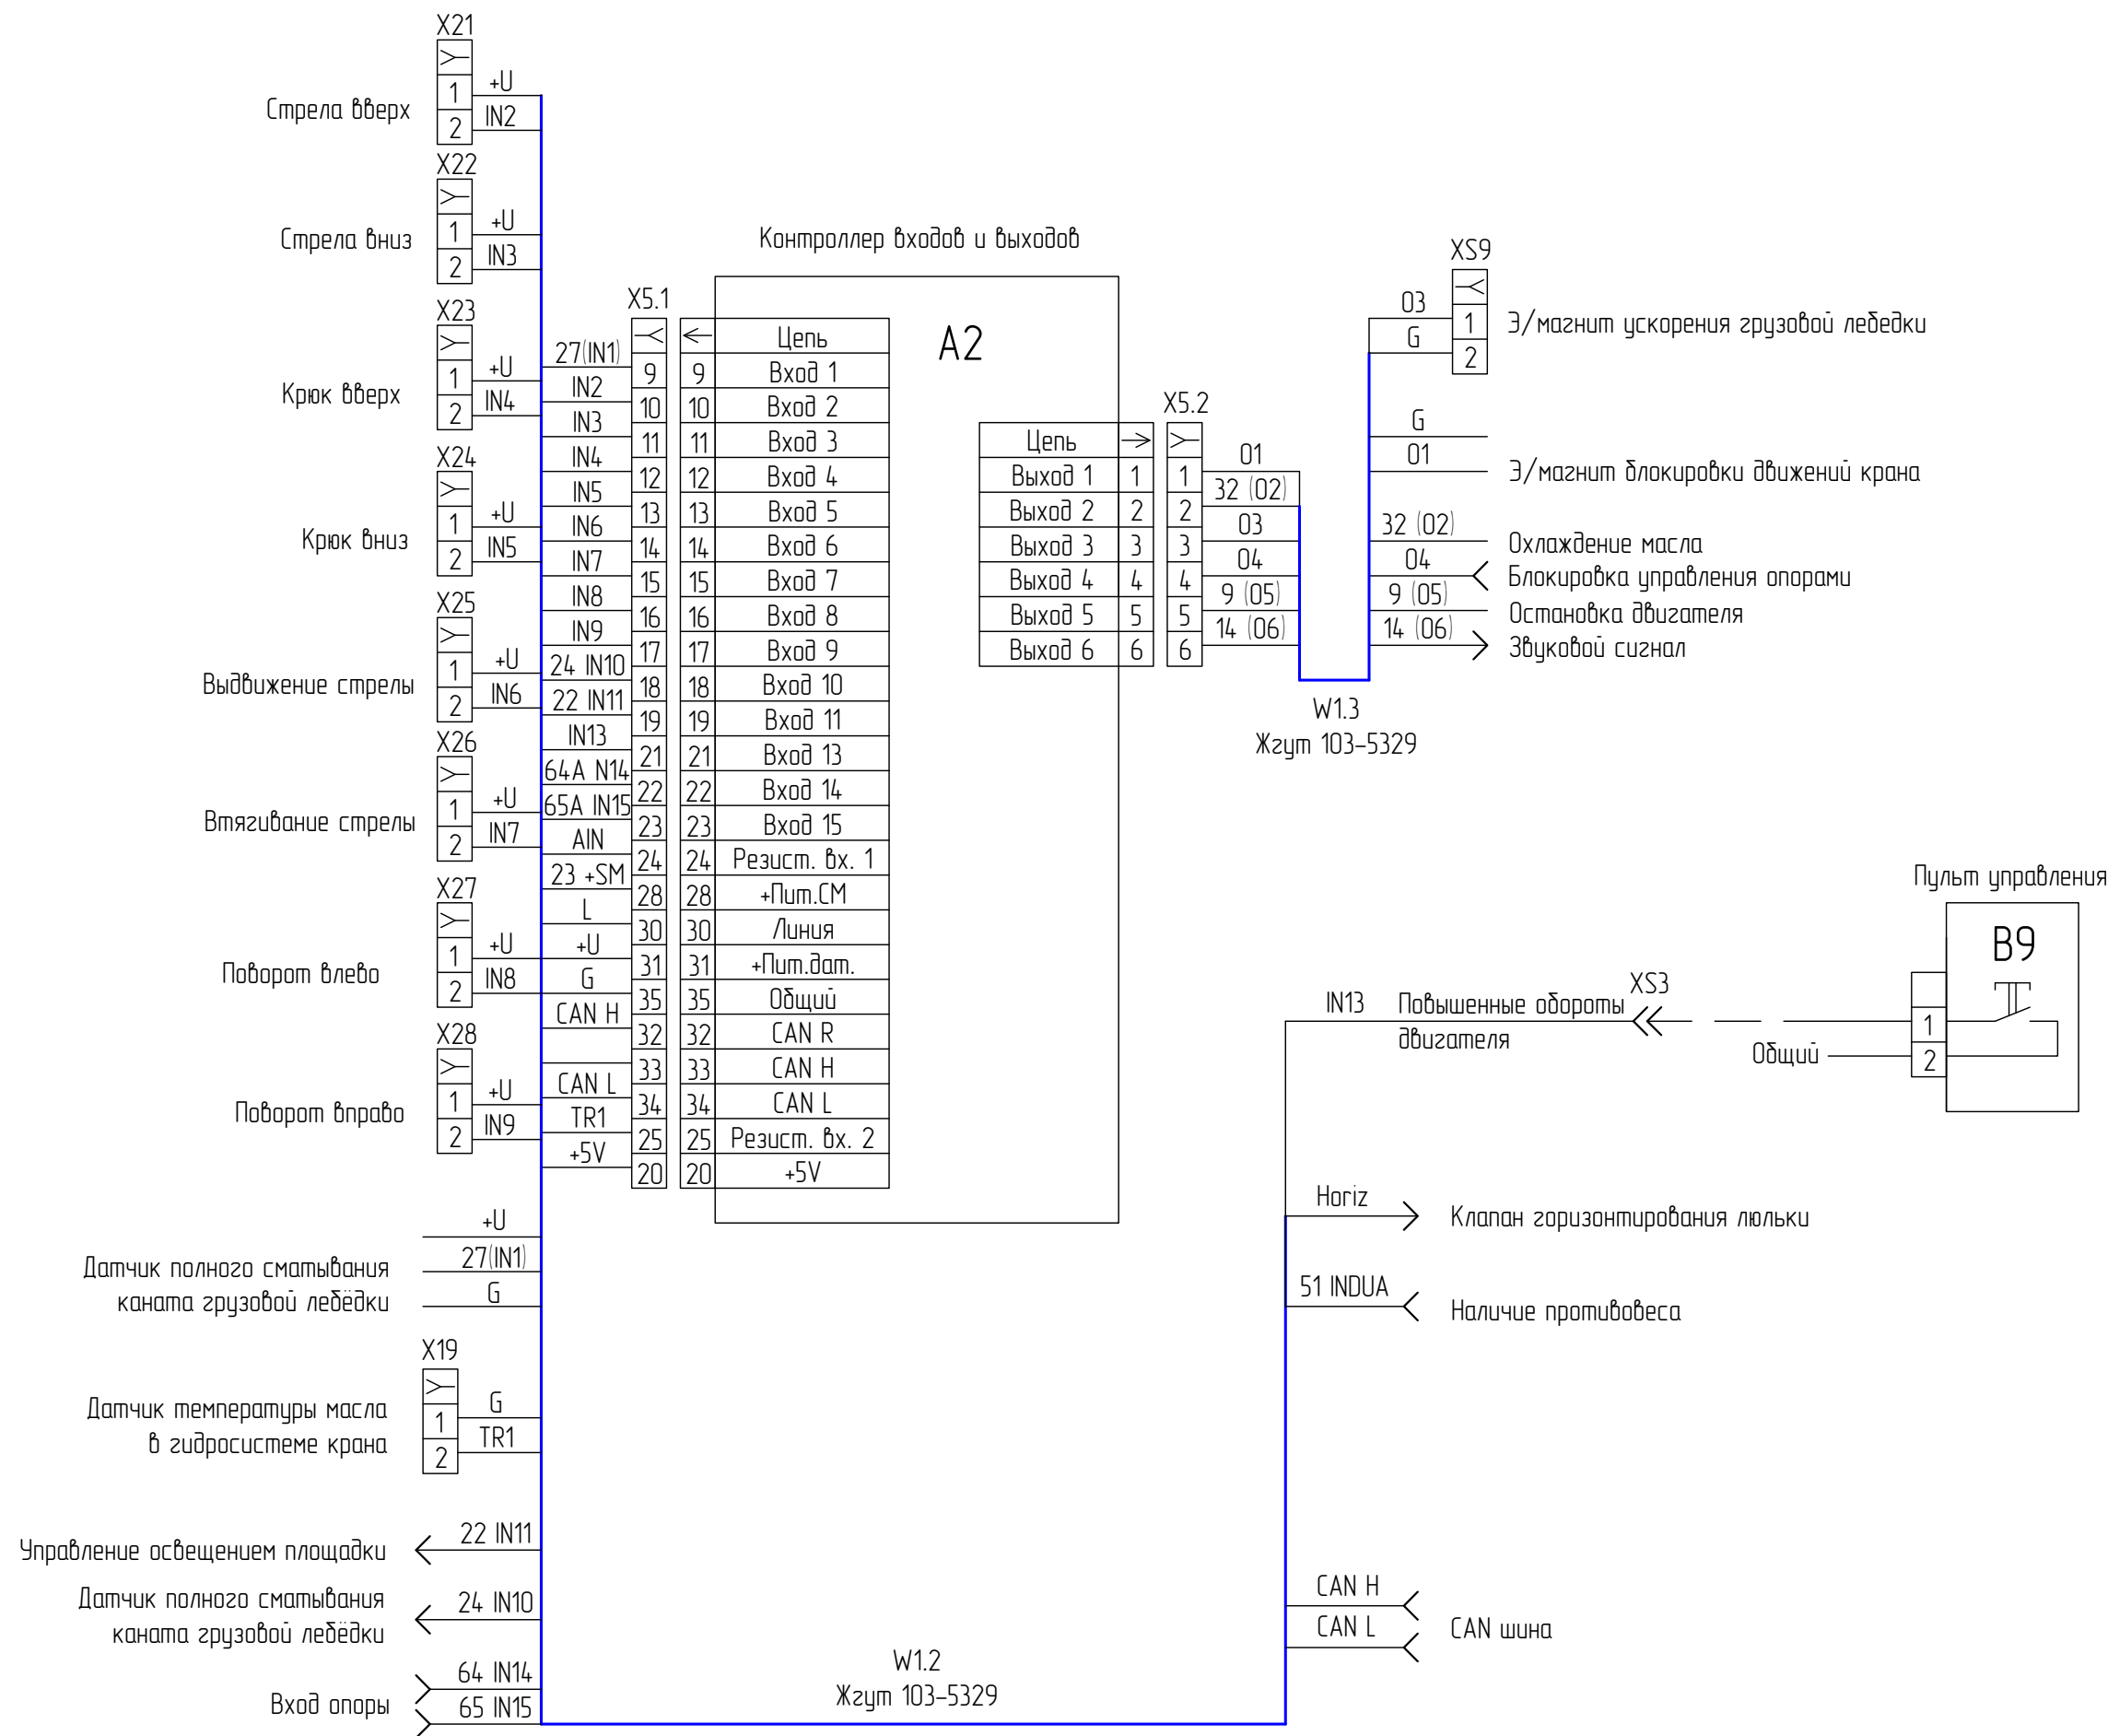 X21
1 +U
2 IN2
Стрела вверх
X22
1 +U
2 IN3
Стрела вниз
X23
1 +U
2 IN4
Крюк вверх
X24
1 +U
2 IN5
Крюк вниз
X25
1 +U
2 IN6
Выдвижение стрелы
X26
1 +U
2 IN7
Втягивание стрелы
X27
1 +U
2 IN8
Поворот влево
X28
1 +U
2 IN9
Поворот вправо
+U
27(IN1)
G
Датчик полного сматывания
каната грузовой лебёдки
X19
1 G
2 TR1
Датчик температуры масла
в гидросистеме крана
22 IN11
Управление освещением площадки
24 IN10
Датчик полного сматывания
каната грузовой лебёдки
64 IN14
65 IN15
Вход опоры
Контроллер входов и выходов
A2
X5.1
Цепь
27(IN1) 9 9 Вход 1
IN2 10 10 Вход 2
IN3 11 11 Вход 3
IN4 12 12 Вход 4
IN5 13 13 Вход 5
IN6 14 14 Вход 6
IN7 15 15 Вход 7
IN8 16 16 Вход 8
IN9 17 17 Вход 9
24 IN10 18 18 Вход 10
22 IN11 19 19 Вход 11
IN13 21 21 Вход 13
64A N14 22 22 Вход 14
65A IN15 23 23 Вход 15
AIN 24 24 Резист. вх. 1
23 +SM 28 28 +Пит.СМ
L 30 30 Линия
+U 31 31 +Пит.дат.
G 35 35 Общий
CAN H 32 32 CAN R
33 33 CAN H
CAN L 34 34 CAN L
TR1 25 25 Резист. вх. 2
+5V 20 20 +5V
X5.2
Цепь
Выход 1 1 1 O1
Выход 2 2 2 32 (O2)
Выход 3 3 3 O3
Выход 4 4 4 O4
Выход 5 5 5 9 (O5)
Выход 6 6 6 14 (O6)
W1.3
Жгут 103-5329
XS9
O3 1
G 2
Э/магнит ускорения грузовой лебедки
G
O1
Э/магнит блокировки движений крана
32 (O2) Охлаждение масла
O4 Блокировка управления опорами
9 (O5) Остановка двигателя
14 (O6) Звуковой сигнал
Пульт управления
B9
XS3
IN13 Повышенные обороты
двигателя
1
Общий 2
Horiz Клапан горизонтирования люльки
51 INDUA Наличие противовеса
CAN H
CAN L
CAN шина
W1.2
Жгут 103-5329